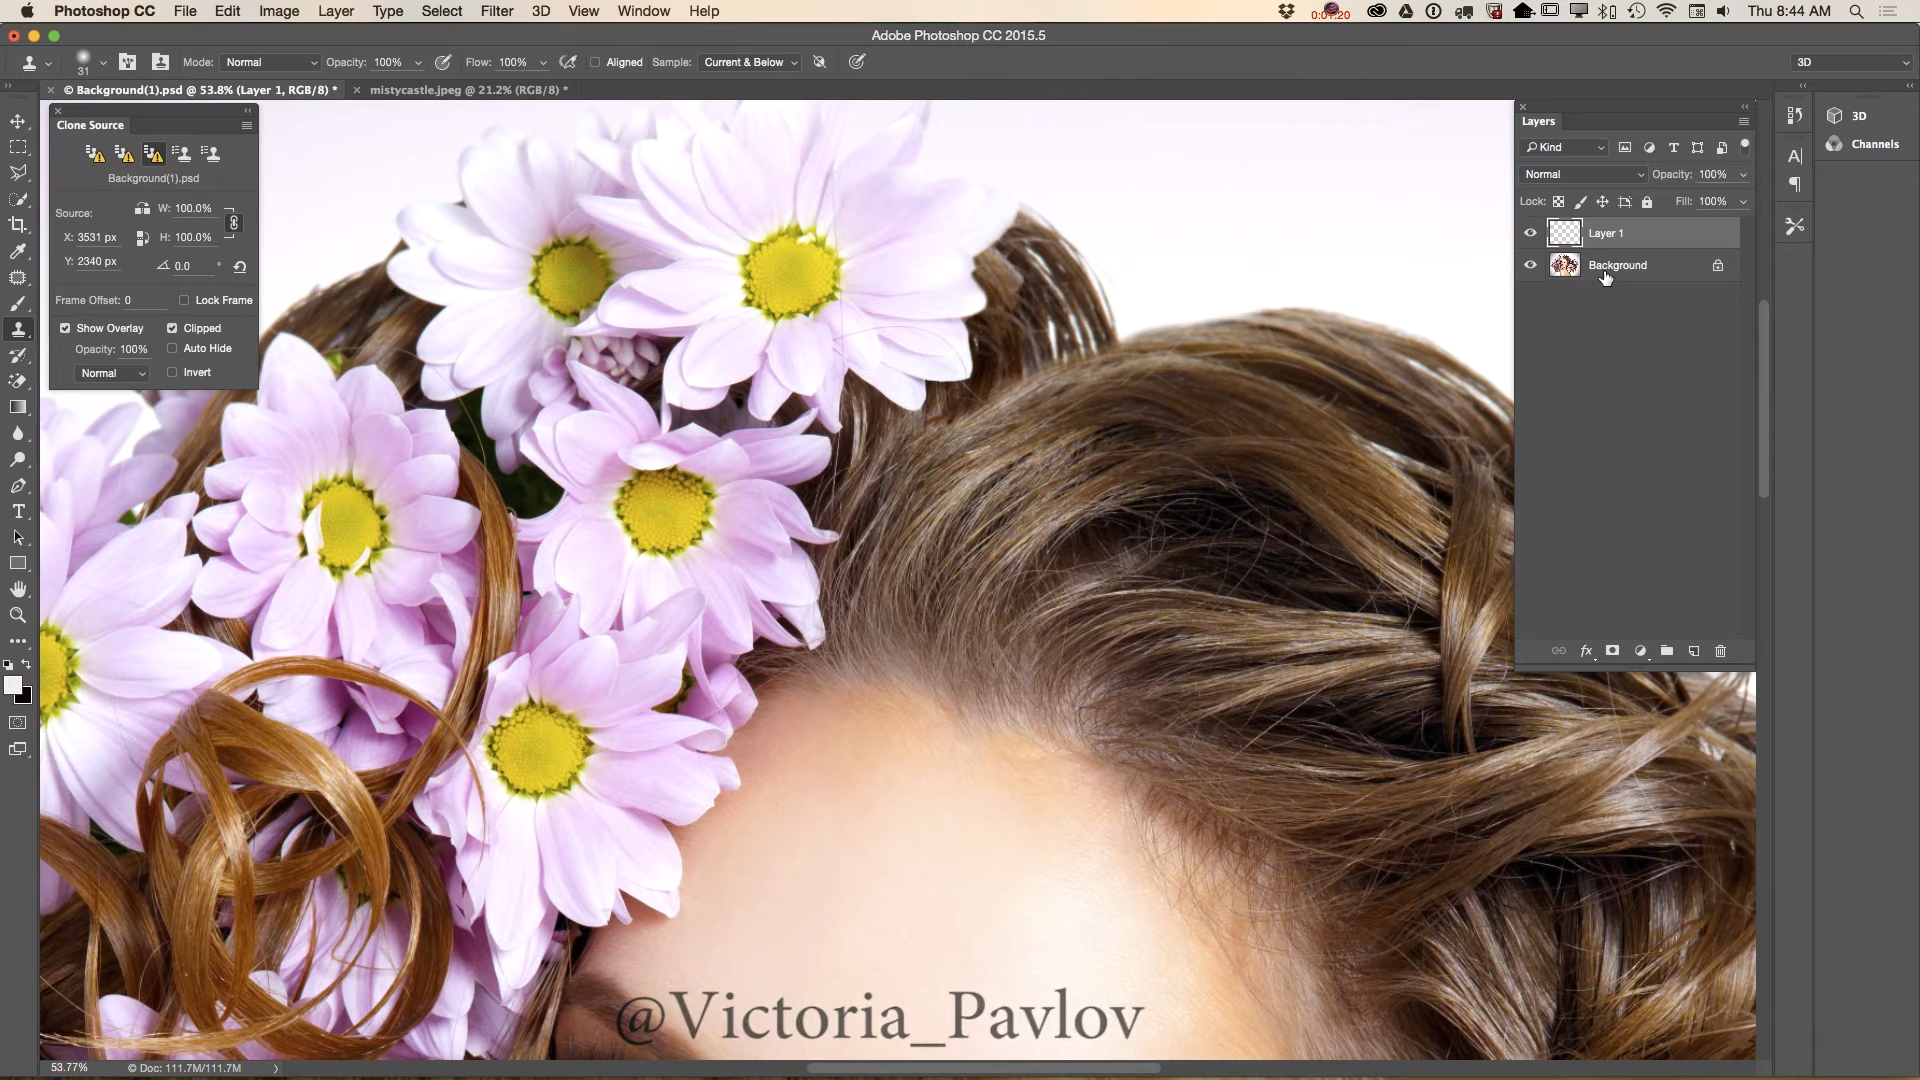 Photoshop CC File Edit Image Layer Type Select Filter 3D View Window Help 0:01:20 Thu 8:44 AM
Adobe Photoshop CC 2015.5
31 Mode: Normal Opacity: 100% Flow: 100% Aligned Sample: Current & Below 3D
© Background(1).psd @ 53.8% (Layer 1, RGB/8) * mistycastle.jpeg @ 21.2% (RGB/8) *
Clone Source
Background(1).psd
Source:
W: 100.0%
X: 3531 px H: 100.0%
Y: 2340 px 0.0 °
Frame Offset: 0 Lock Frame
Show Overlay Clipped
Opacity: 100% Auto Hide
Normal Invert
Layers
Kind
Normal Opacity: 100%
Lock: Fill: 100%
Layer 1
Background
fx
3D
Channels
@Victoria_Pavlov
53.77% © Doc: 111.7M/111.7M